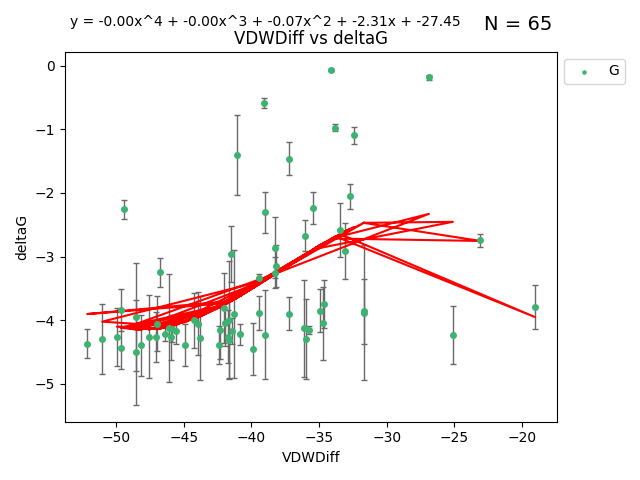 y = -0.00x^4 + -0.00x^3 + -0.07x^2 + -2.31x + -27.45
N = 65
VDWDiff vs deltaG
G
deltaG
0
−1
−2
−3
−4
−5
−50
−45
−40
−35
−30
−25
−20
VDWDiff